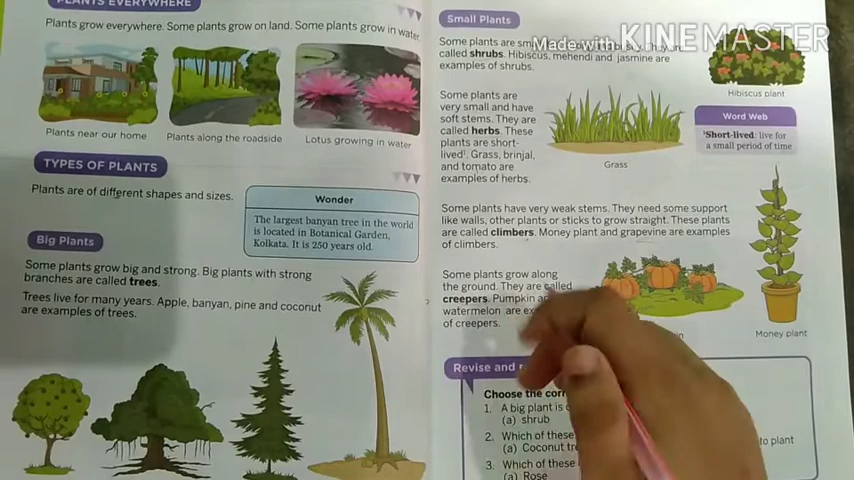 PLANTS EVERYWHERE
Plants grow everywhere. Some plants grow on land. Some plants grow in water.
Plants near our home
Plants along the roadside
Lotus growing in water
TYPES OF PLANTS
Plants are of different shapes and sizes.
Wonder
The largest banyan tree in the world
is located in Botanical Garden,
Kolkata. It is 250 years old.
Big Plants
Some plants grow big and strong. Big plants with strong
branches are called trees.
Trees live for many years. Apple, banyan, pine and coconut
are examples of trees.
Small Plants
Some plants are small They are
called shrubs. Hibiscus, mehendi and jasmine are
examples of shrubs.
Hibiscus plant
Some plants are
very small and have
soft stems. They are
called herbs. These
plants are short-
lived¹. Grass, brinjal,
and tomato are
examples of herbs.
Grass
Word Web
¹Short-lived: live for
a small period of time
Some plants have very weak stems. They need some support
like walls, other plants or sticks to grow straight. These plants
are called climbers. Money plant and grapevine are examples
of climbers.
Some plants grow along
the ground. They are called
creepers. Pumpkin
watermelon are
of creepers.
Money plant
Revise and
Choose the
1. A big plant is
(a) shrub
2. Which of these
(a) Coconut
to plant
3. Which of these
(a) Rose
Made with KINEMASTER